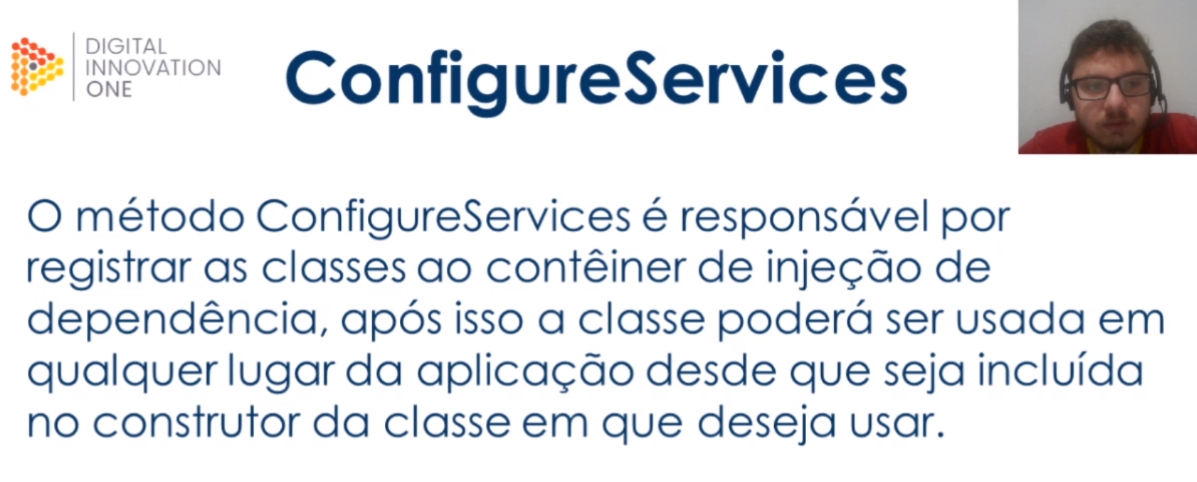 DIGITAL
INNOVATION
ONE
ConfigureServices
O método ConfigureServices é responsável por
registrar as classes ao contêiner de injeção de
dependência, após isso a classe poderá ser usada em
qualquer lugar da aplicação desde que seja incluída
no construtor da classe em que deseja usar.